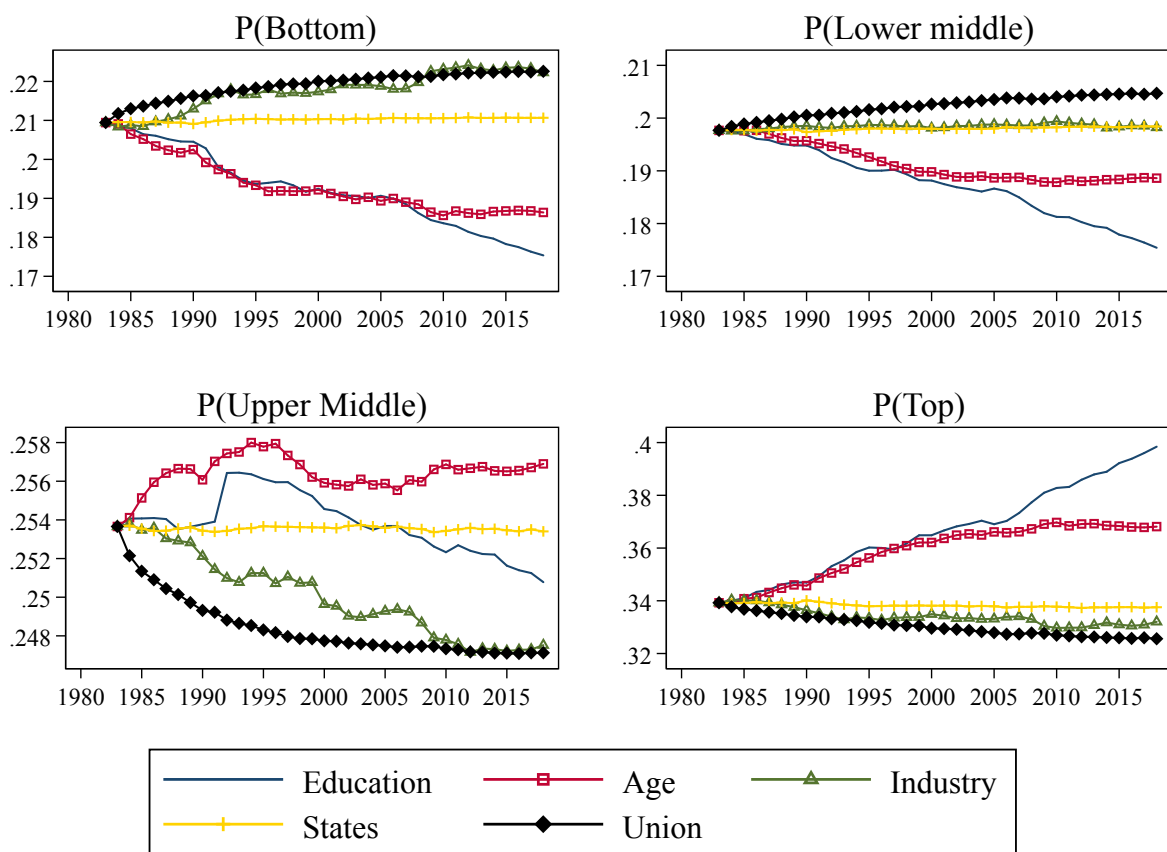 P(Bottom)
.22
.21
.2
.19
.18
.17
1980 1985 1990 1995 2000 2005 2010 2015
P(Lower middle)
.21
.2
.19
.18
.17
1980 1985 1990 1995 2000 2005 2010 2015
P(Upper Middle)
.258
.256
.254
.252
.25
.248
1980 1985 1990 1995 2000 2005 2010 2015
P(Top)
.4
.38
.36
.34
.32
1980 1985 1990 1995 2000 2005 2010 2015
Education Age Industry
States Union